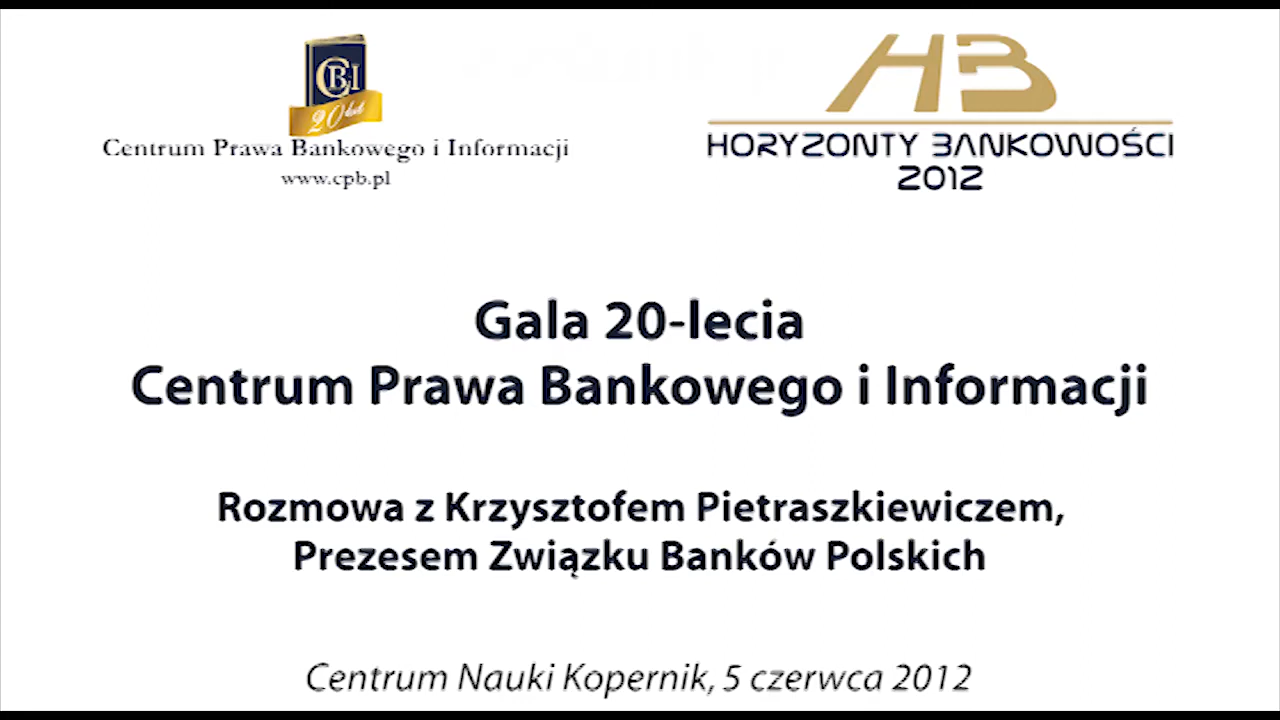 CBI
20 lat
Centrum Prawa Bankowego i Informacji
www.cpb.pl
HB
HORYZONTY BANKOWOŚCI
2012
Gala 20-lecia
Centrum Prawa Bankowego i Informacji
Rozmowa z Krzysztofem Pietraszkiewiczem,
Prezesem Związku Banków Polskich
Centrum Nauki Kopernik, 5 czerwca 2012